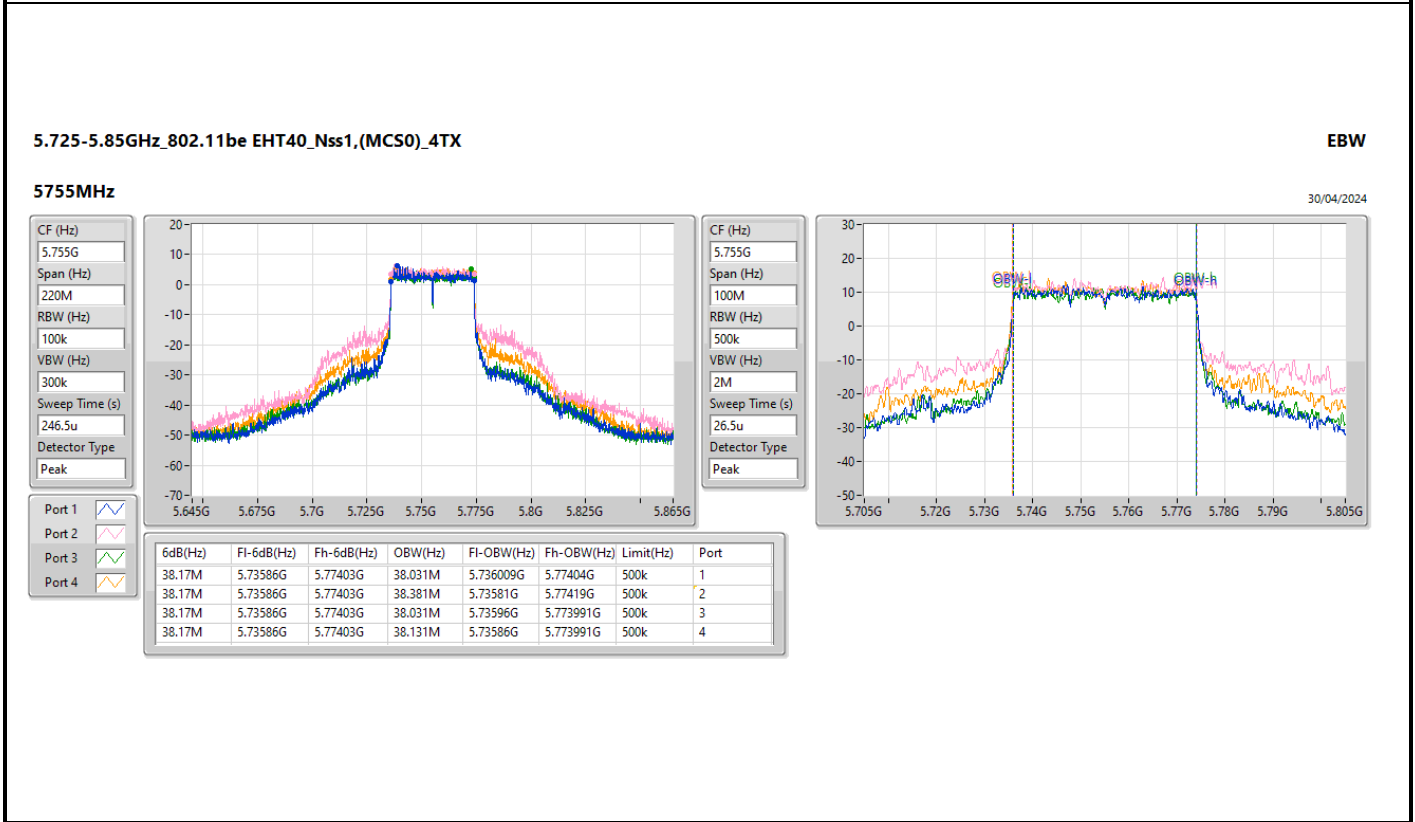 5.725-5.85GHz_802.11be EHT40_Nss1,(MCS0)_4TX
EBW
5755MHz
30/04/2024
CF (Hz)
5.755G
Span (Hz)
220M
RBW (Hz)
100k
VBW (Hz)
300k
Sweep Time (s)
246.5u
Detector Type
Peak
20
10
0
-10
-20
-30
-40
-50
-60
-70
5.645G 5.675G 5.7G 5.725G 5.75G 5.775G 5.8G 5.825G 5.865G
CF (Hz)
5.755G
Span (Hz)
100M
RBW (Hz)
500k
VBW (Hz)
2M
Sweep Time (s)
26.5u
Detector Type
Peak
30
20
10
0
-10
-20
-30
-40
-50
OBW-l OBW-h
5.705G 5.72G 5.73G 5.74G 5.75G 5.76G 5.77G 5.78G 5.79G 5.805G
Port 1
Port 2
Port 3
Port 4
6dB(Hz) Fl-6dB(Hz) Fh-6dB(Hz) OBW(Hz) Fl-OBW(Hz) Fh-OBW(Hz) Limit(Hz) Port
38.17M 5.73586G 5.77403G 38.031M 5.736009G 5.77404G 500k 1
38.17M 5.73586G 5.77403G 38.381M 5.73581G 5.77419G 500k 2
38.17M 5.73586G 5.77403G 38.031M 5.73596G 5.773991G 500k 3
38.17M 5.73586G 5.77403G 38.131M 5.73586G 5.773991G 500k 4